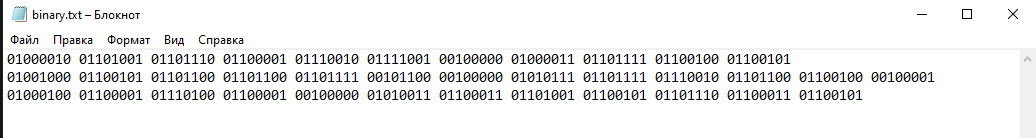 binary.txt – Блокнот
Файл Правка Формат Вид Справка
01000010 01101001 01101110 01100001 01110010 01111001 00100000 01000011 01101111 01100100 01100101
01001000 01100101 01101100 01101100 01101111 00101100 00100000 01010111 01101111 01110010 01101100 01100100 00100001
01000100 01100001 01110100 01100001 00100000 01010011 01100011 01101001 01100101 01101110 01100011 01100101